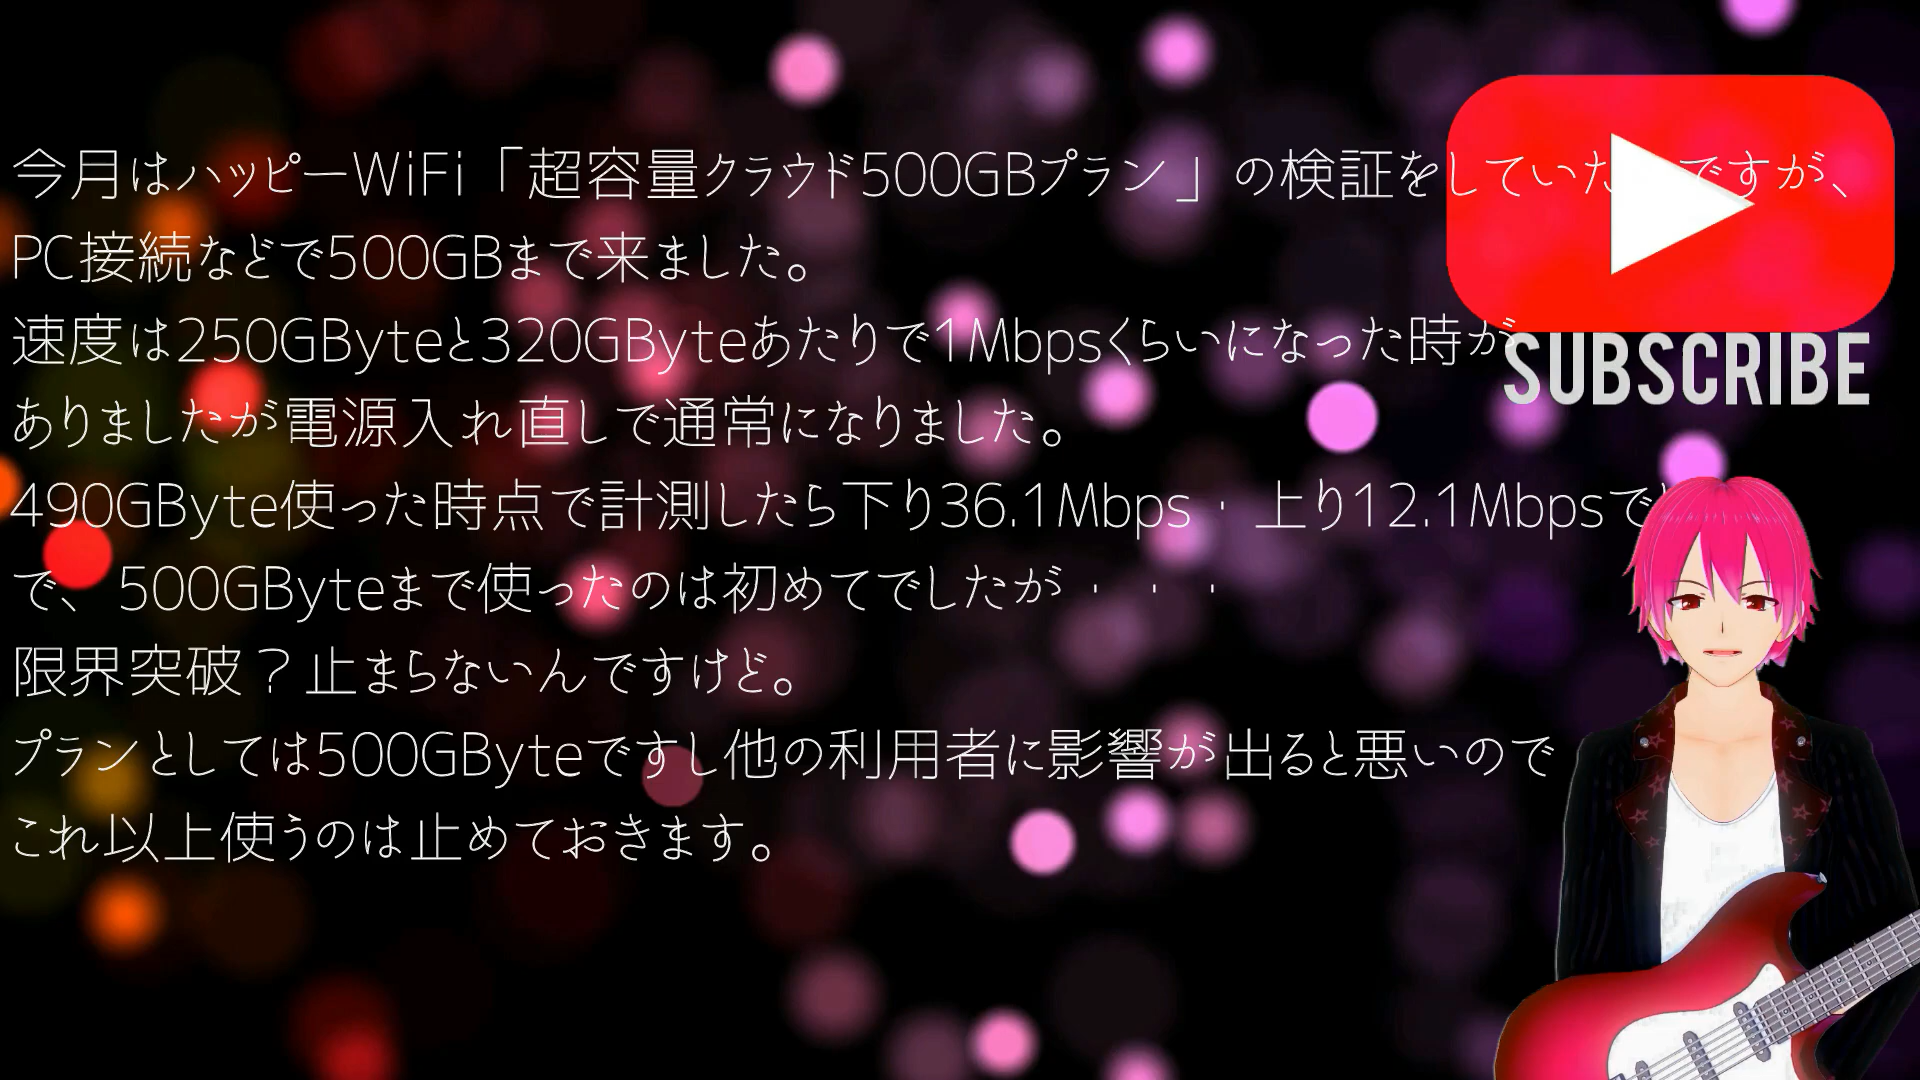 今月はハッピーWiFi「超容量クラウド500GBプラン」の検証をしていた ですが、
PC接続などで500GBまで来ました。
速度は250GByteと320GByteあたりで1Mbpsくらいになった時が
ありましたが電源入れ直しで通常になりました。
490GByte使った時点で計測したら下り36.1Mbps・上り12.1Mbpsで
で、500GByteまで使ったのは初めてでしたが・・・
限界突破？止まらないんですけど。
プランとしては500GByteですし他の利用者に影響が出ると悪いので
これ以上使うのは止めておきます。
SUBSCRIBE